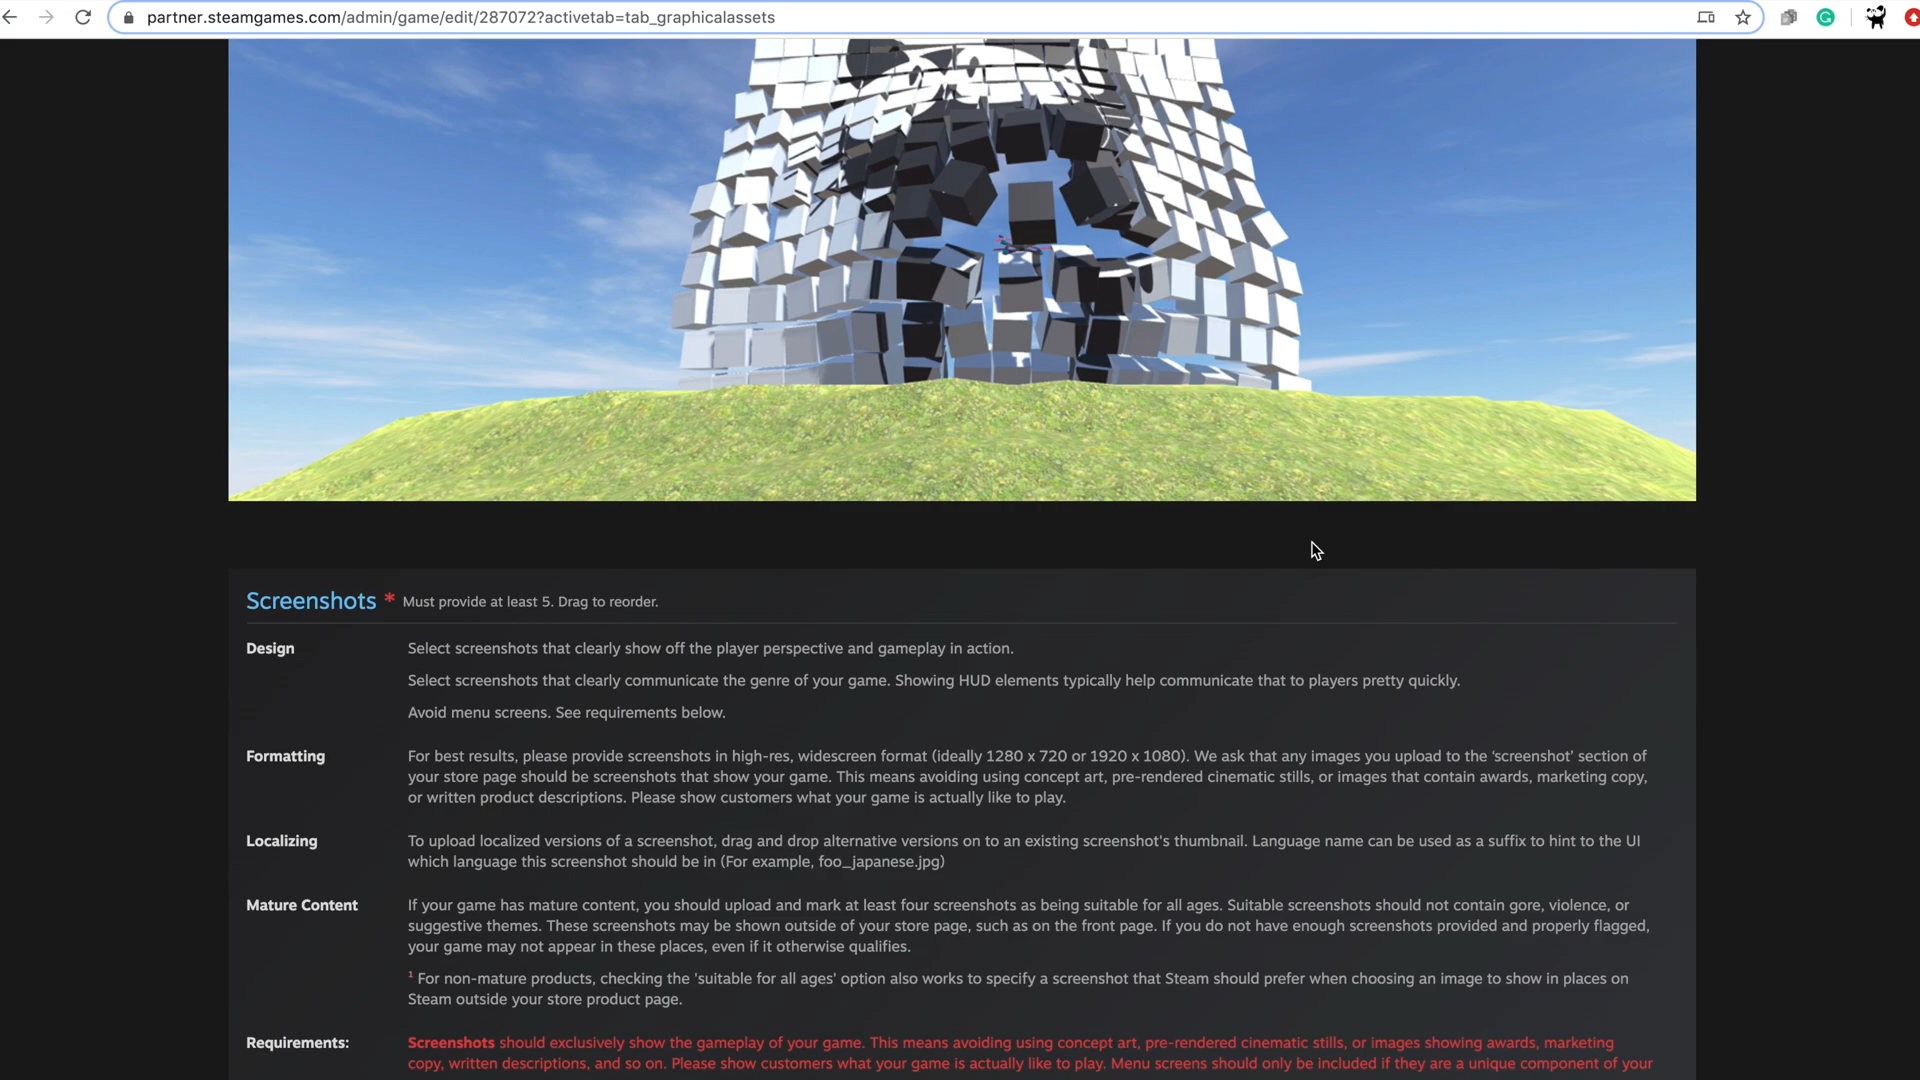 partner.steamgames.com/admin/game/edit/287072?activetab=tab_graphicalassets
Screenshots * Must provide at least 5. Drag to reorder.
Design
Select screenshots that clearly show off the player perspective and gameplay in action.
Select screenshots that clearly communicate the genre of your game. Showing HUD elements typically help communicate that to players pretty quickly.
Avoid menu screens. See requirements below.
Formatting
For best results, please provide screenshots in high-res, widescreen format (ideally 1280 x 720 or 1920 x 1080). We ask that any images you upload to the ‘screenshot’ section of
your store page should be screenshots that show your game. This means avoiding using concept art, pre-rendered cinematic stills, or images that contain awards, marketing copy,
or written product descriptions. Please show customers what your game is actually like to play.
Localizing
To upload localized versions of a screenshot, drag and drop alternative versions on to an existing screenshot's thumbnail. Language name can be used as a suffix to hint to the UI
which language this screenshot should be in (For example, foo_japanese.jpg)
Mature Content
If your game has mature content, you should upload and mark at least four screenshots as being suitable for all ages. Suitable screenshots should not contain gore, violence, or
suggestive themes. These screenshots may be shown outside of your store page, such as on the front page. If you do not have enough screenshots provided and properly flagged,
your game may not appear in these places, even if it otherwise qualifies.
1 For non-mature products, checking the 'suitable for all ages' option also works to specify a screenshot that Steam should prefer when choosing an image to show in places on
Steam outside your store product page.
Requirements:
Screenshots should exclusively show the gameplay of your game. This means avoiding using concept art, pre-rendered cinematic stills, or images showing awards, marketing
copy, written descriptions, and so on. Please show customers what your game is actually like to play. Menu screens should only be included if they are a unique component of your